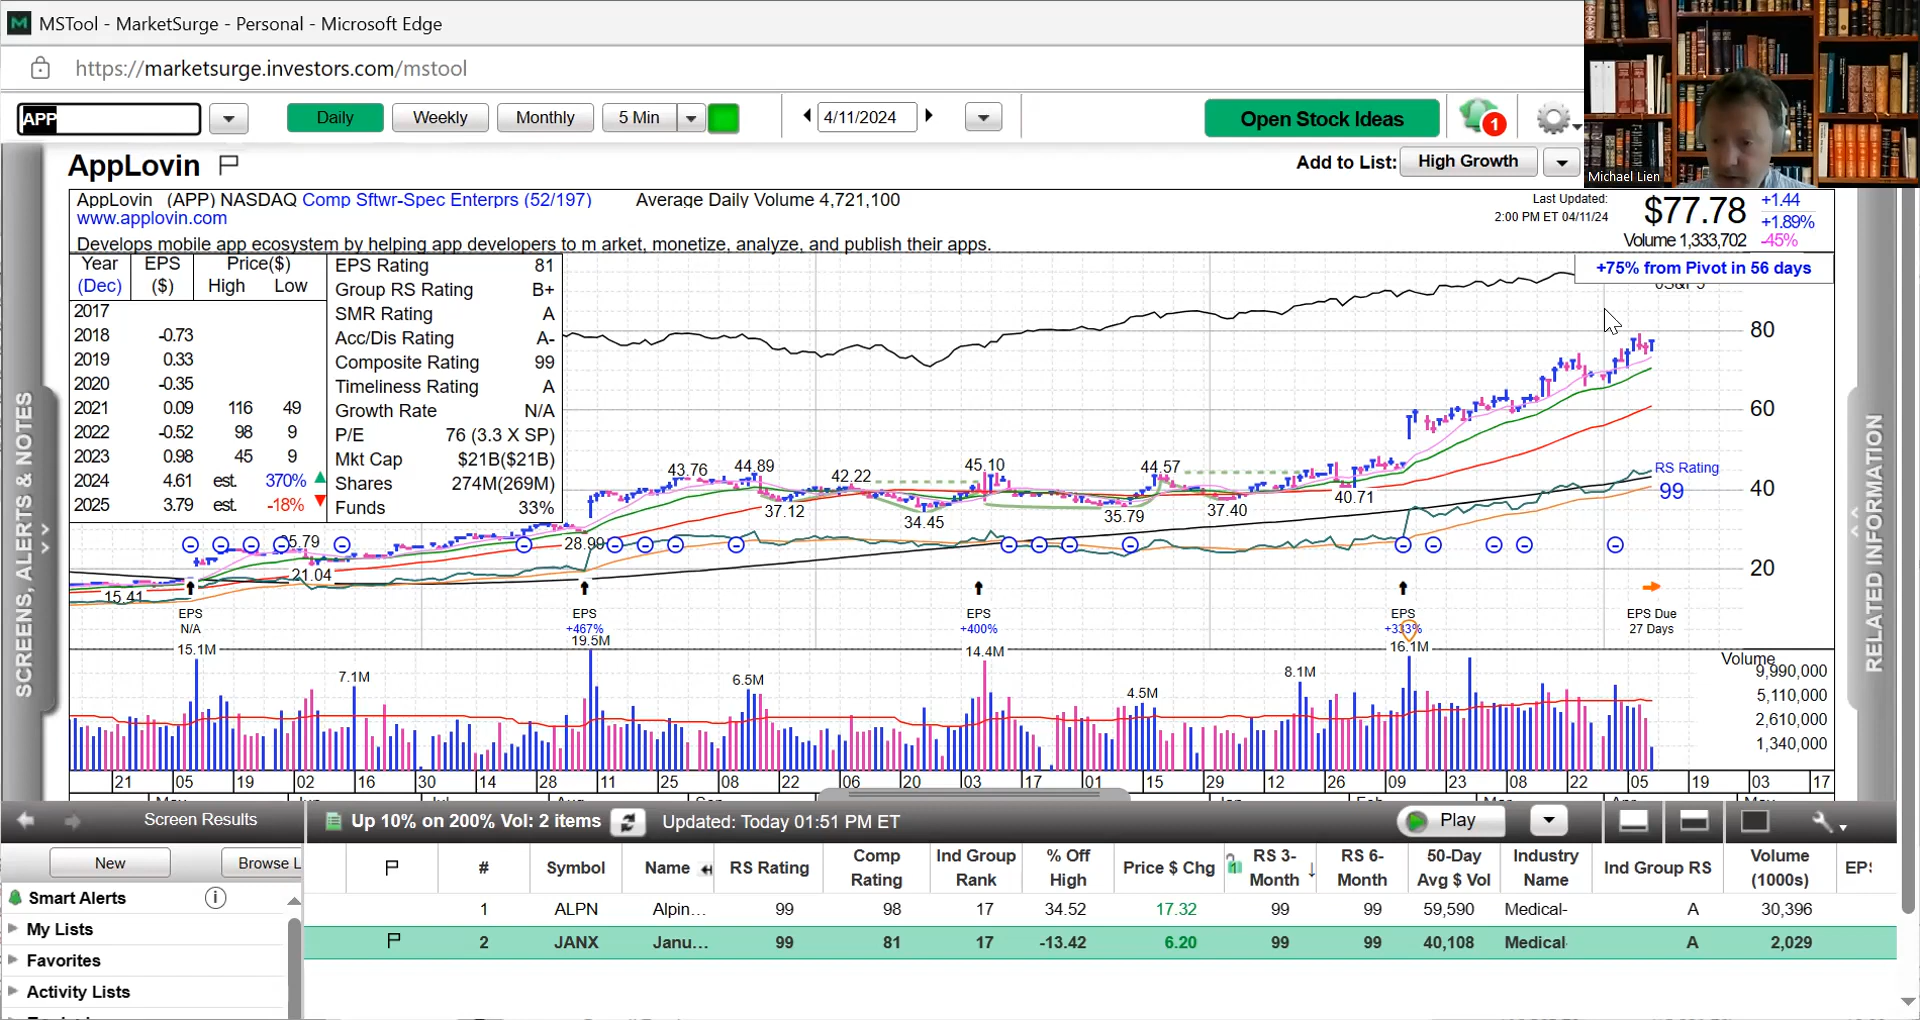 MSTool - MarketSurge - Personal - Microsoft Edge
https://marketsurge.investors.com/mstool
APP
Daily
Weekly
Monthly
5 Min
4/11/2024
Open Stock Ideas
1
AppLovin
Add to List:
High Growth
Michael Lien
AppLovin (APP) NASDAQ Comp Sftwr-Spec Enterprs (52/197) Average Daily Volume 4,721,100
www.applovin.com
Develops mobile app ecosystem by helping app developers to m arket, monetize, analyze, and publish their apps.
Last Updated:
2:00 PM ET 04/11/24
$77.78
+1.44
+1.89%
Volume 1,333,702 -45%
+75% from Pivot in 56 days
Year EPS Price($)
(Dec) ($) High Low
2017
2018 -0.73
2019 0.33
2020 -0.35
2021 0.09 116 49
2022 -0.52 98 9
2023 0.98 45 9
2024 4.61 est. 370%
2025 3.79 est. -18%
EPS Rating 81
Group RS Rating B+
SMR Rating A
Acc/Dis Rating A-
Composite Rating 99
Timeliness Rating A
Growth Rate N/A
P/E 76 (3.3 X SP)
Mkt Cap $21B($21B)
Shares 274M(269M)
Funds 33%
80
60
40
20
RS Rating
99
43.76 44.89 42.22 45.10 44.57
37.12 34.45 35.79 37.40 40.71
28.99
21.04
15.41
EPS
N/A
EPS
+467%
EPS
+400%
EPS
+333%
EPS Due
27 Days
15.1M 7.1M 19.5M 6.5M 14.4M 4.5M 8.1M 16.1M
Volume
9,990,000
5,110,000
2,610,000
1,340,000
21 05 19 02 16 30 14 28 11 25 08 22 06 20 03 17 01 15 29 12 26 09 23 08 22 05 19 03 17
SCREENS, ALERTS & NOTES
RELATED INFORMATION
Screen Results
Up 10% on 200% Vol: 2 items
Updated: Today 01:51 PM ET
Play
New
Browse L
Smart Alerts
My Lists
Favorites
Activity Lists
# Symbol Name RS Rating Comp Rating Ind Group Rank % Off High Price $ Chg RS 3-Month RS 6-Month 50-Day Avg $ Vol Industry Name Ind Group RS Volume (1000s)
1 ALPN Alpin... 99 98 17 34.52 17.32 99 99 59,590 Medical- A 30,396
2 JANX Janu... 99 81 17 -13.42 6.20 99 99 40,108 Medical A 2,029